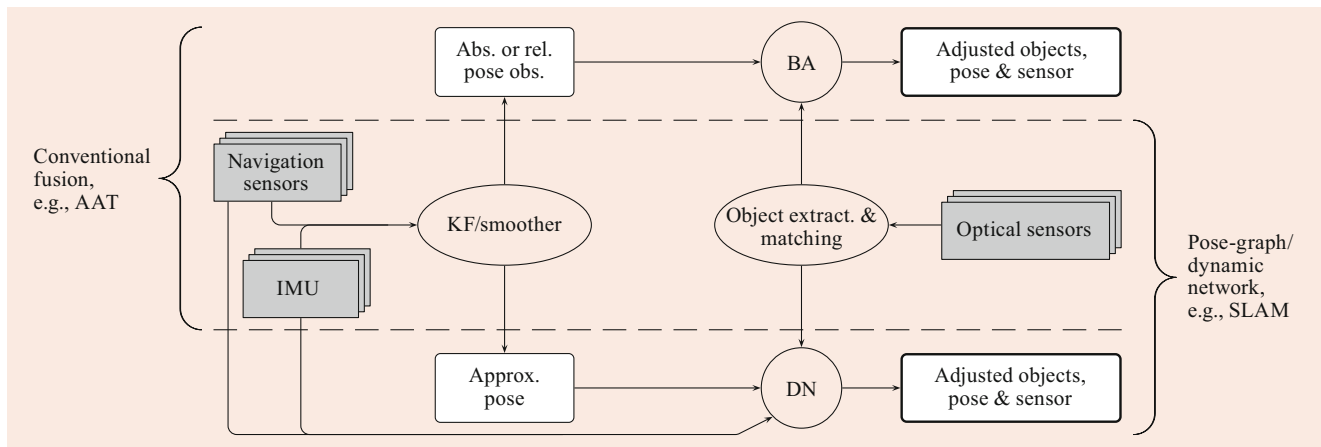 Abs. or rel.
pose obs.
BA
Adjusted objects,
pose & sensor
Conventional
fusion,
e.g., AAT
Navigation
sensors
KF/smoother
Object extract. &
matching
Optical sensors
IMU
Pose-graph/
dynamic
network,
e.g., SLAM
Approx.
pose
DN
Adjusted objects,
pose & sensor